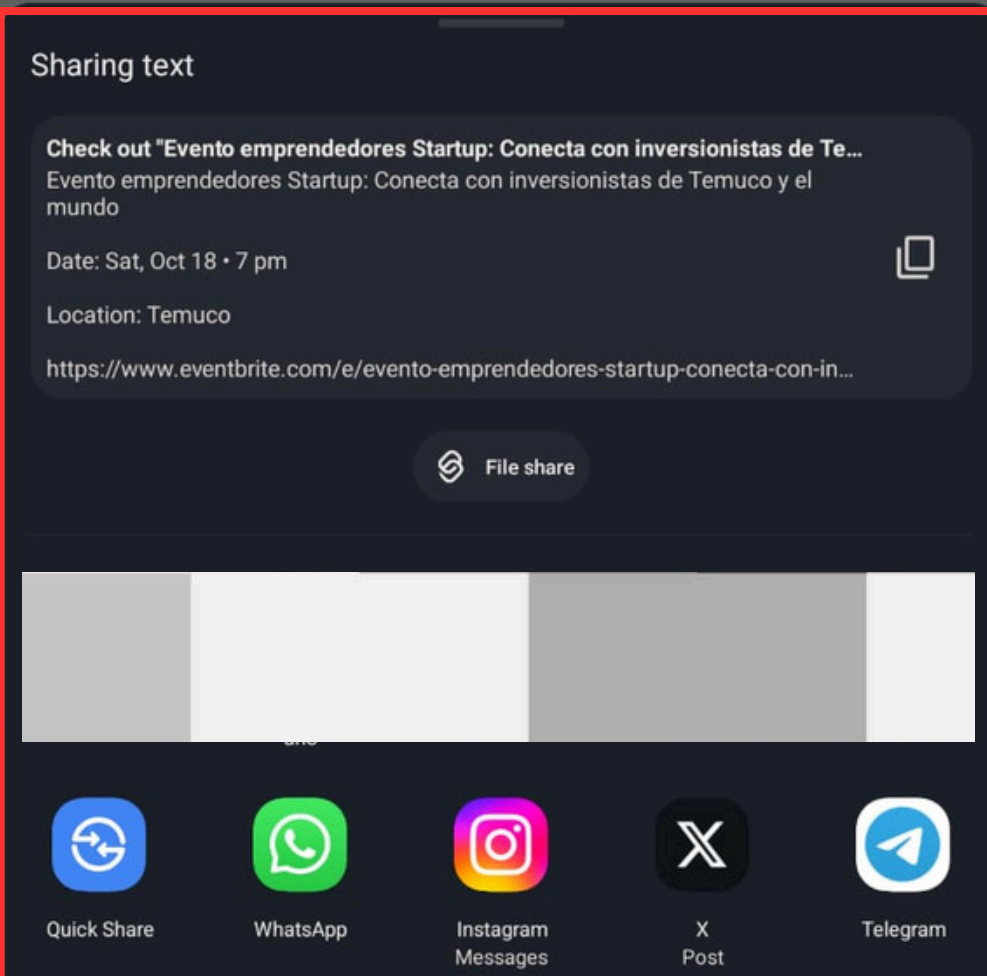 Sharing text
Check out "Evento emprendedores Startup: Conecta con inversionistas de Te...
Evento emprendedores Startup: Conecta con inversionistas de Temuco y el
mundo
Date: Sat, Oct 18 • 7 pm
Location: Temuco
https://www.eventbrite.com/e/evento-emprendedores-startup-conecta-con-in...
File share
Quick Share
WhatsApp
Instagram
Messages
X
Post
Telegram